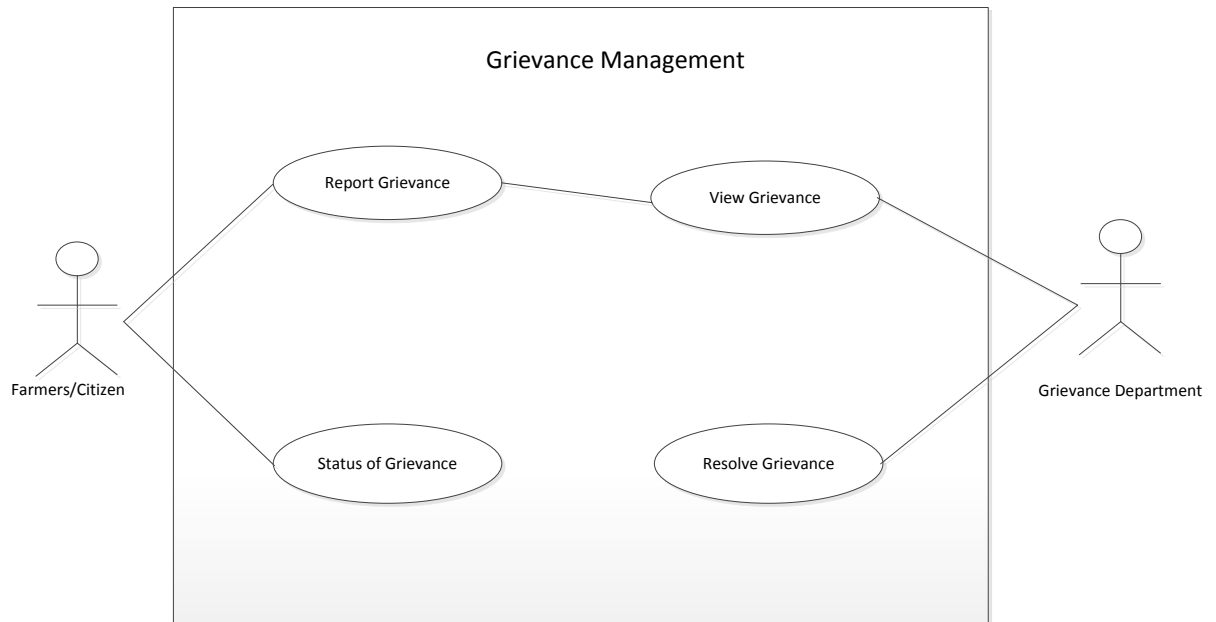 Grievance Management
Report Grievance
View Grievance
Farmers/Citizen
Grievance Department
Status of Grievance
Resolve Grievance